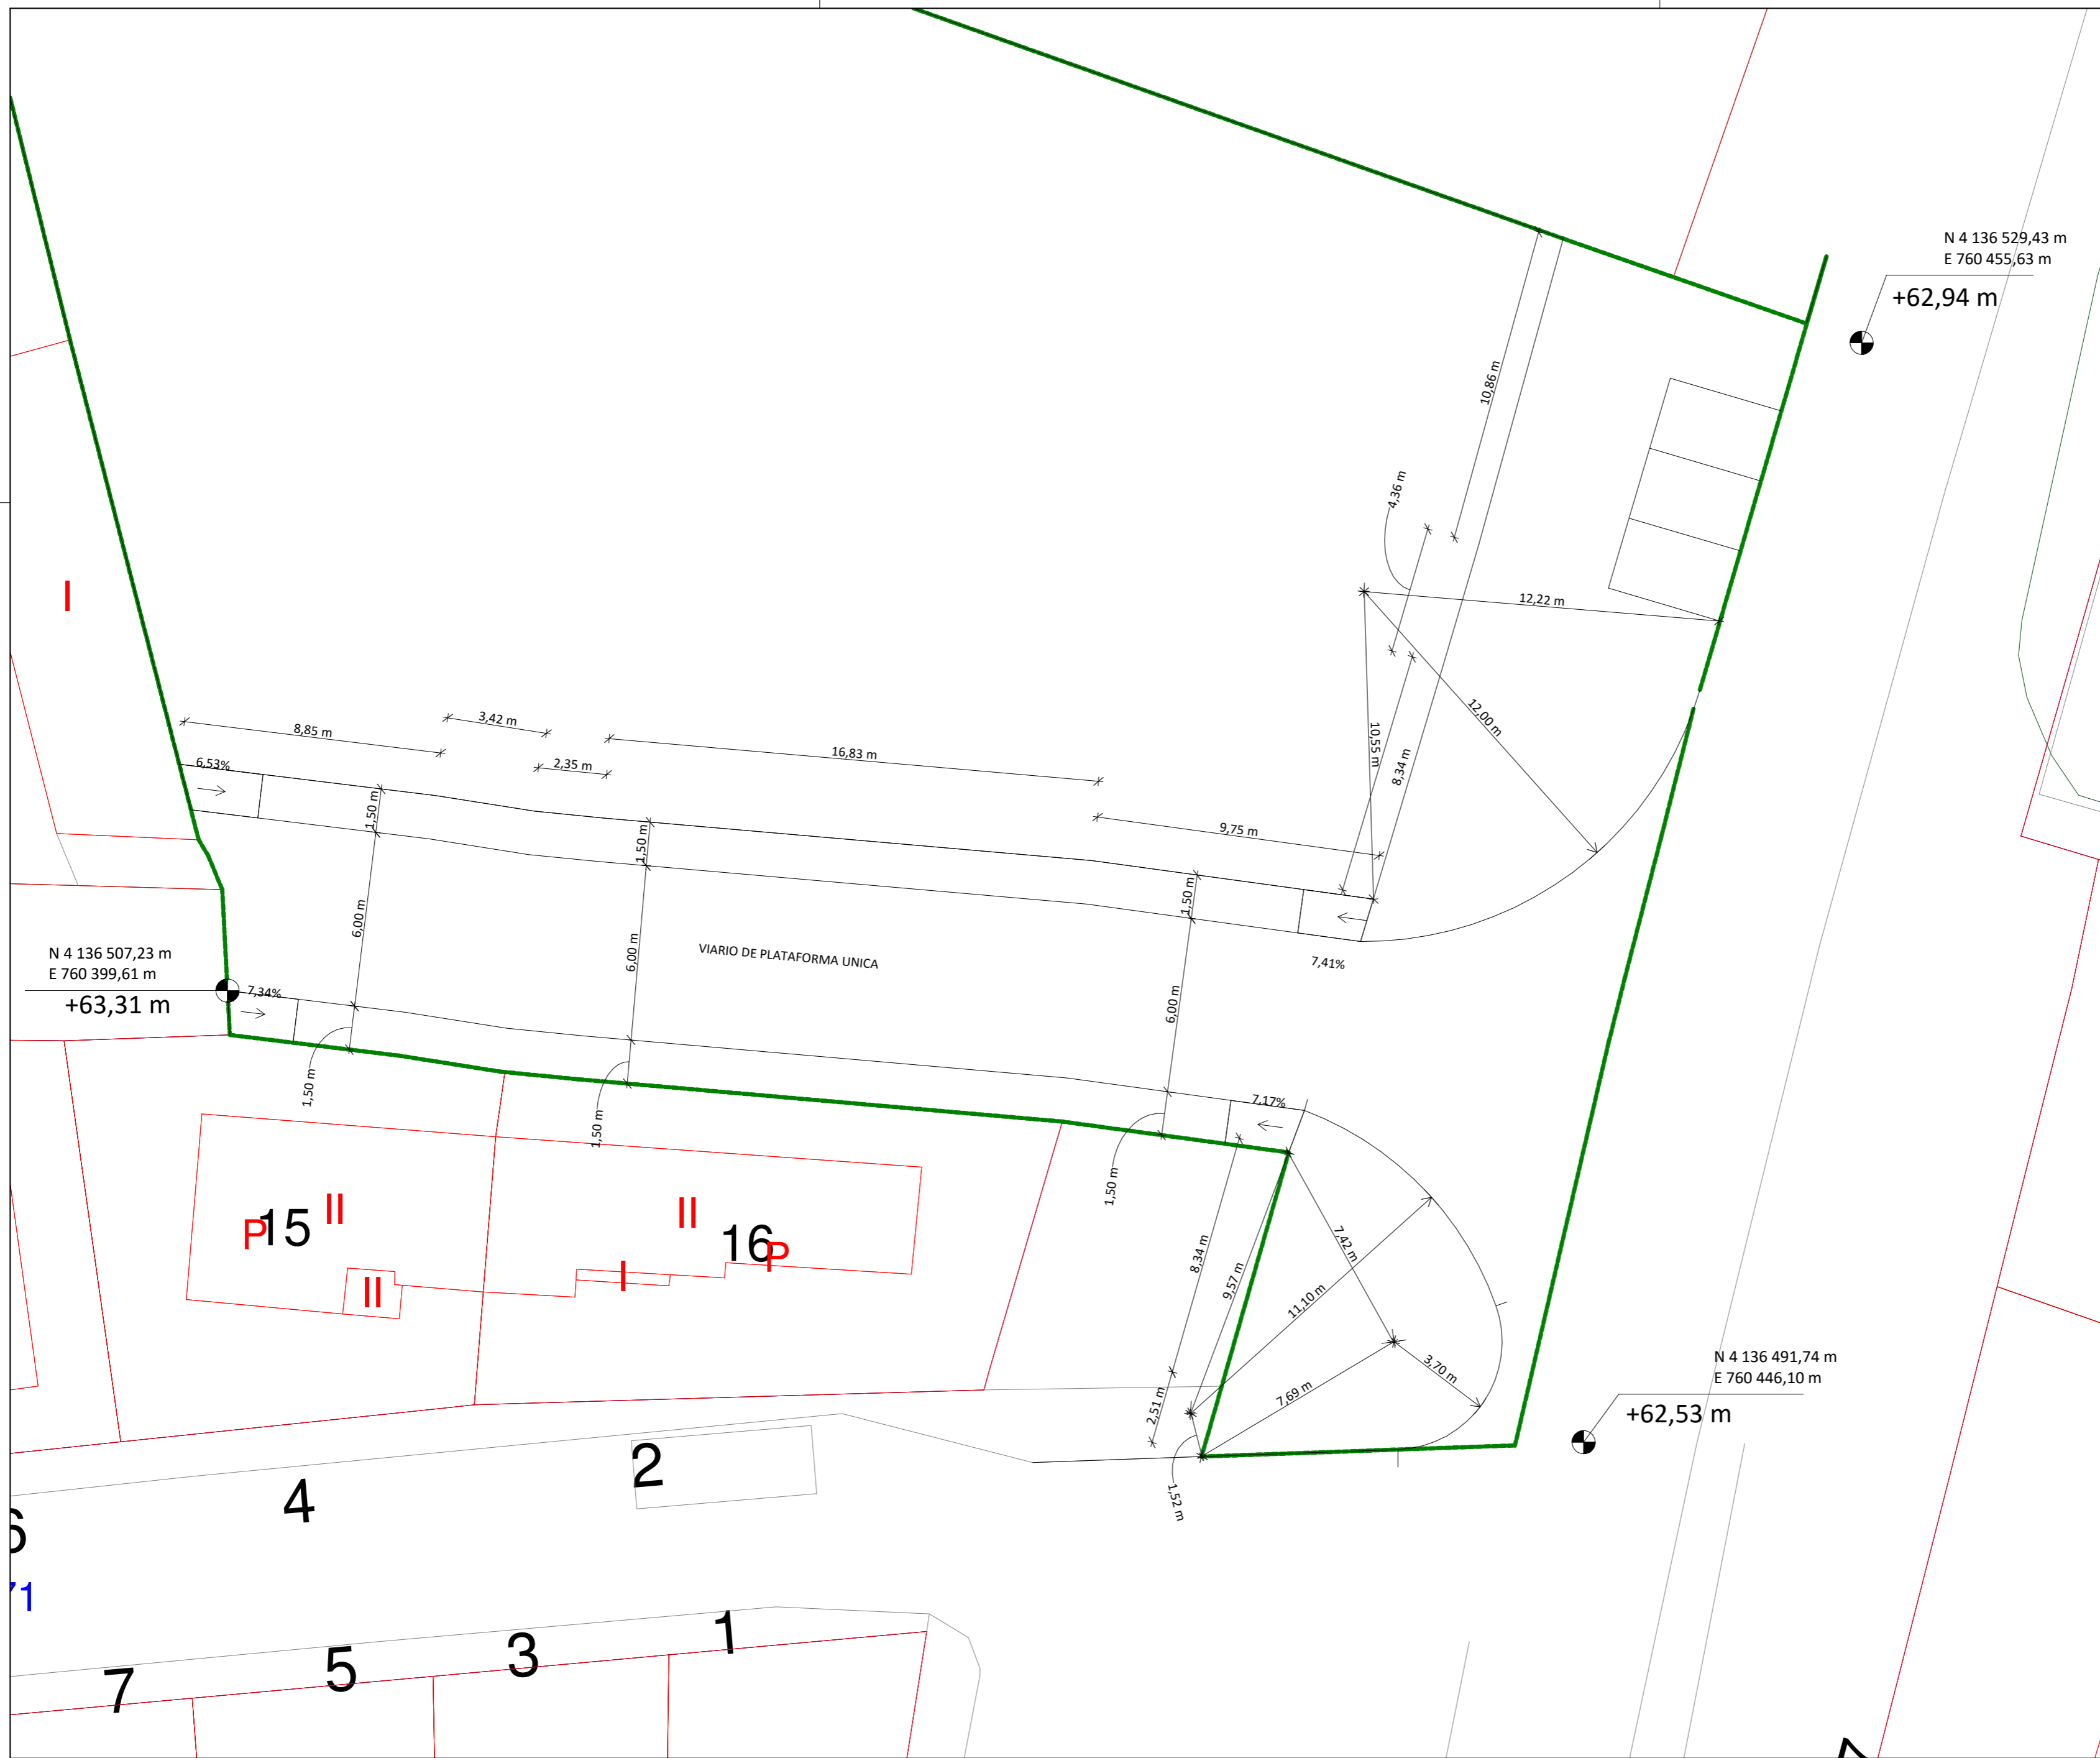 N 4 136 529,43 m
E 760 455,63 m
+62,94 m
10,86 m
4,36 m
12,22 m
I
12,00 m
10,55 m
8,34 m
3,42 m
8,85 m
16,83 m
2,35 m
6,53%
1,50 m
1,50 m
9,75 m
1,50 m
6,00 m
6,00 m
VIARIO DE PLATAFORMA UNICA
7,41%
6,00 m
N 4 136 507,23 m
E 760 399,61 m
+63,31 m
7,34%
1,50 m
1,50 m
7,17%
1,50 m
15
II
P
II
II
16
P
I
8,34 m
9,57 m
7,42 m
11,10 m
3,70 m
7,69 m
2,51 m
1,52 m
N 4 136 491,74 m
E 760 446,10 m
+62,53 m
2
4
1
3
5
7